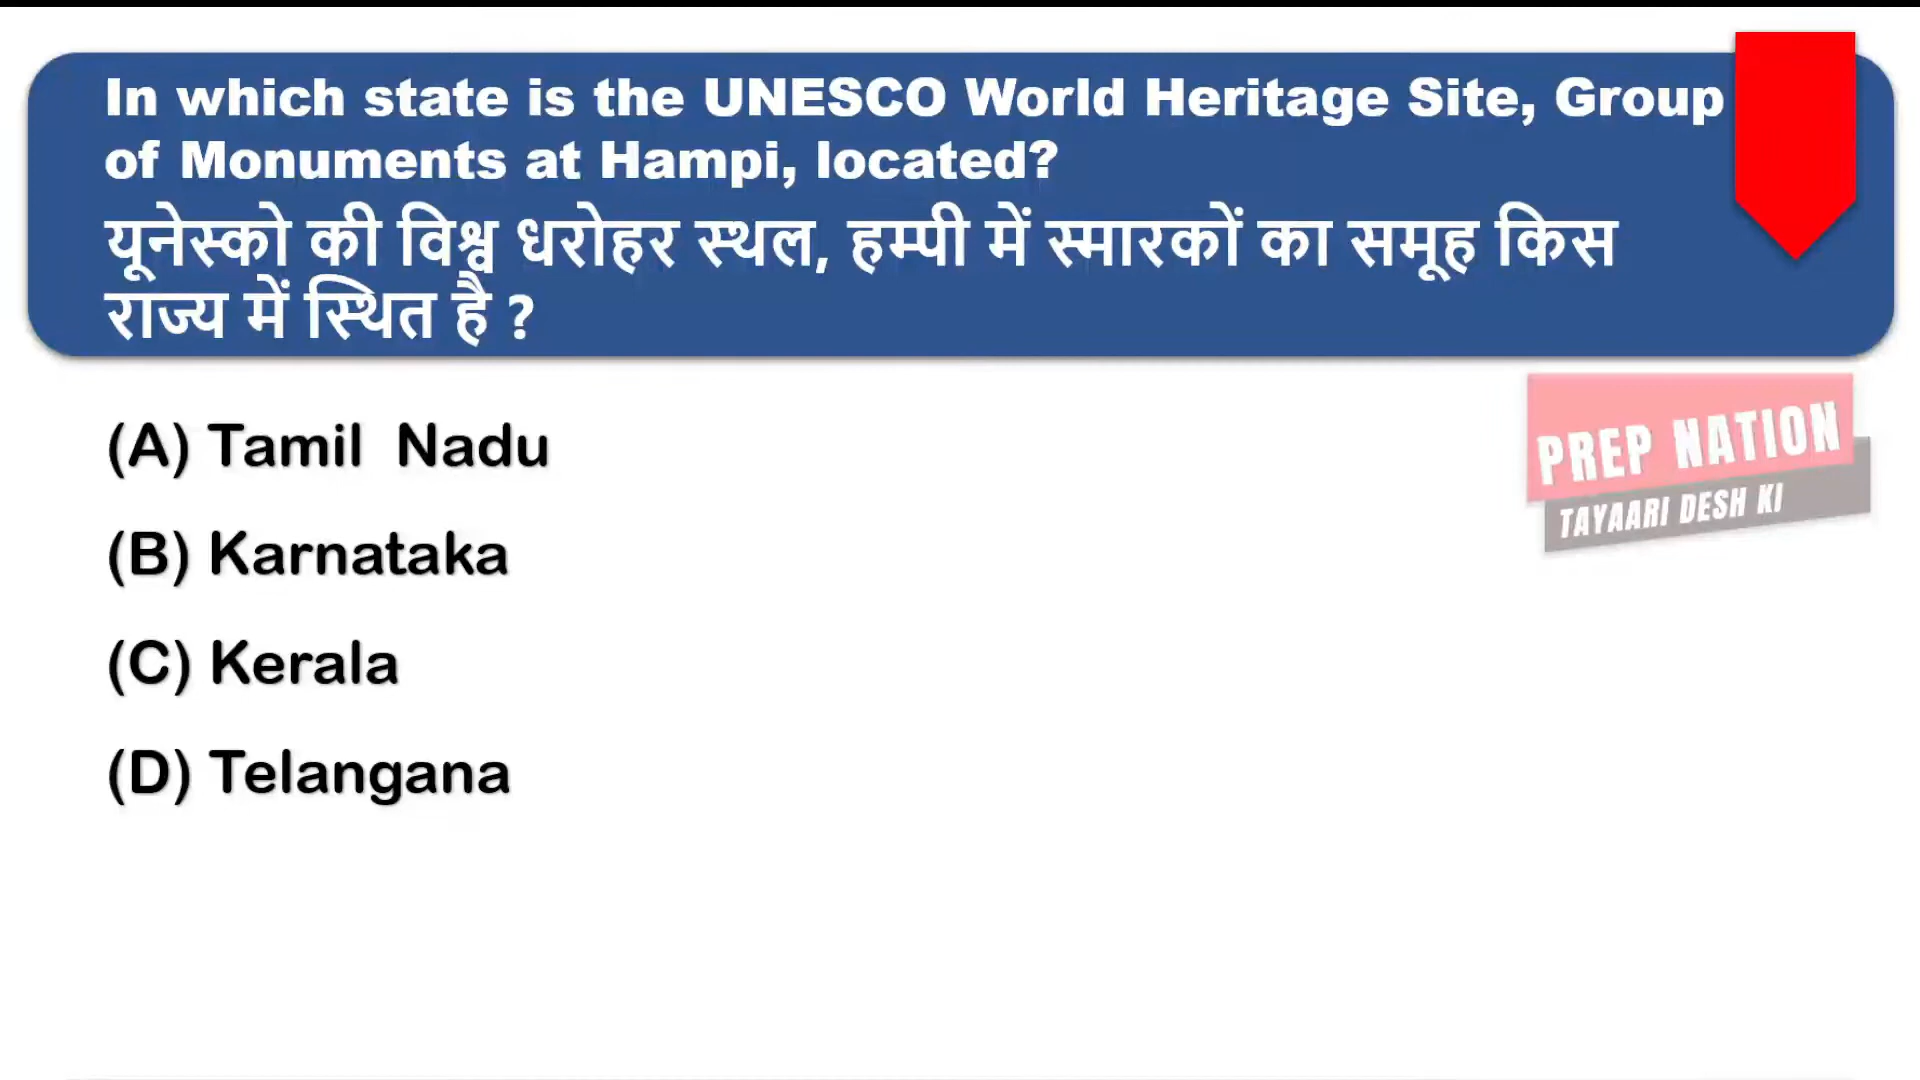 In which state is the UNESCO World Heritage Site, Group
of Monuments at Hampi, located?
यूनेस्को की विश्व धरोहर स्थल, हम्पी में स्मारकों का समूह किस
राज्य में स्थित है ?
PREP NATION
TAYAARI DESH KI
(A) Tamil Nadu
(B) Karnataka
(C) Kerala
(D) Telangana